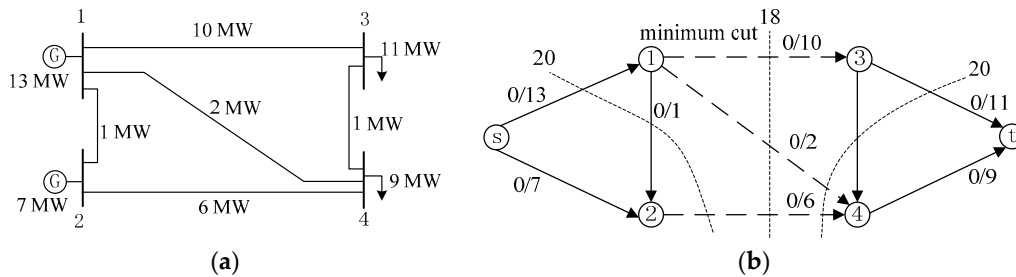 1
10 MW
3
G
11 MW
13 MW
2 MW
1 MW
1 MW
G
9 MW
7 MW
6 MW
2
4
(a)
18
minimum cut
0/10
20
1
3
20
0/13
0/1
0/11
s
0/2
t
0/7
0/9
0/6
2
4
(b)